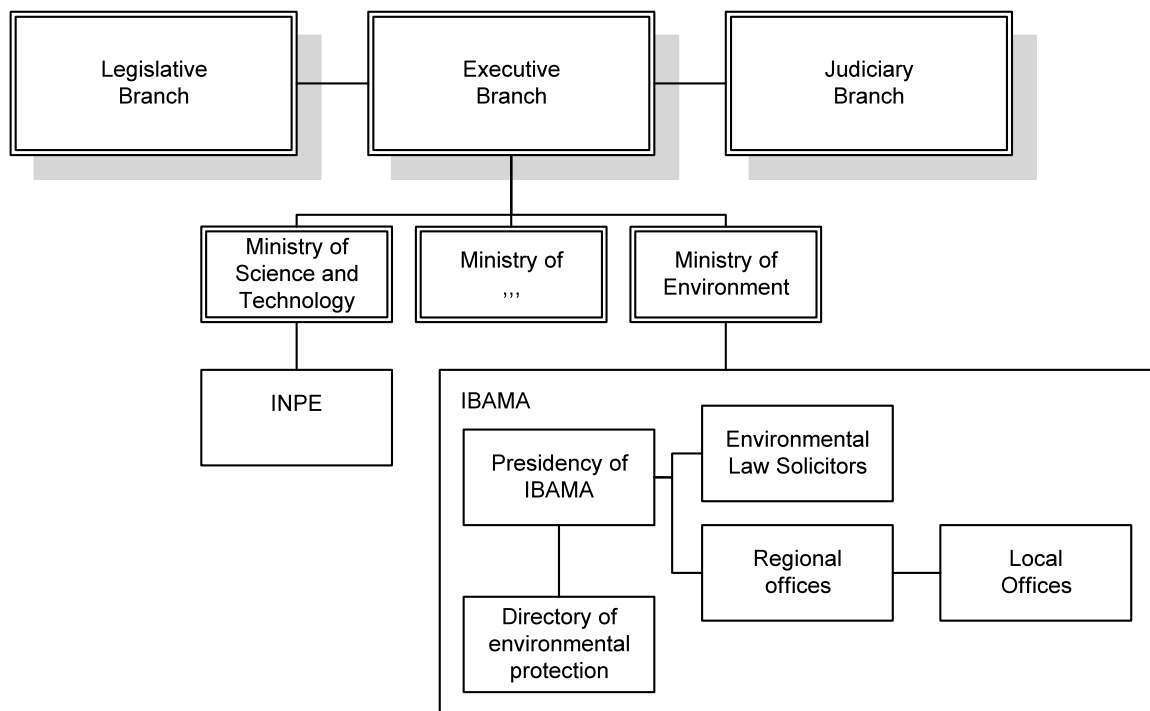 Legislative
Branch
Executive
Branch
Judiciary
Branch
Ministry of
Science and
Technology
Ministry of
,,,
Ministry of
Environment
INPE
IBAMA
Presidency of
IBAMA
Environmental
Law Solicitors
Regional
offices
Local
Offices
Directory of
environmental
protection